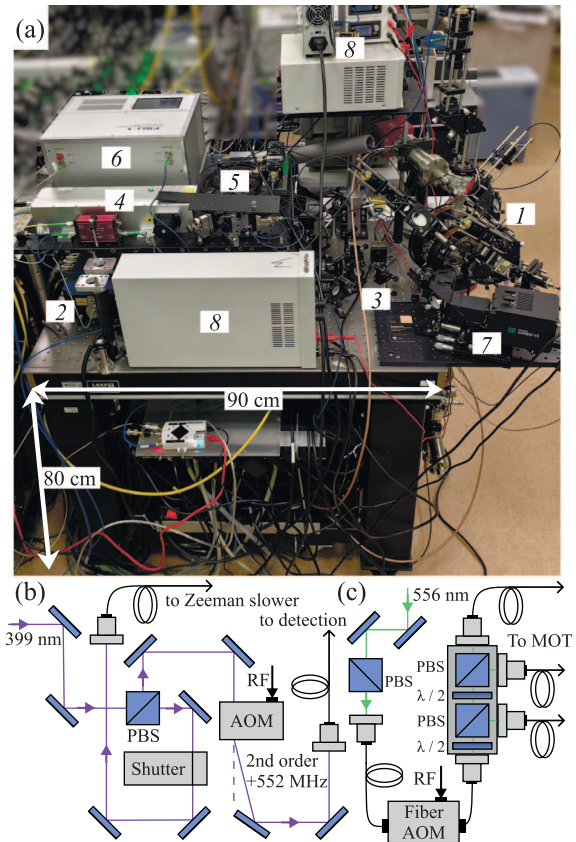 (a)
8
6
5
4
1
2
8
3
7
90 cm
80 cm
(b)
to Zeeman slower
399 nm
to detection
RF
PBS
AOM
Shutter
2nd order
+552 MHz
(c)
556 nm
To MOT
PBS
PBS
λ / 2
PBS
λ / 2
RF
Fiber
AOM